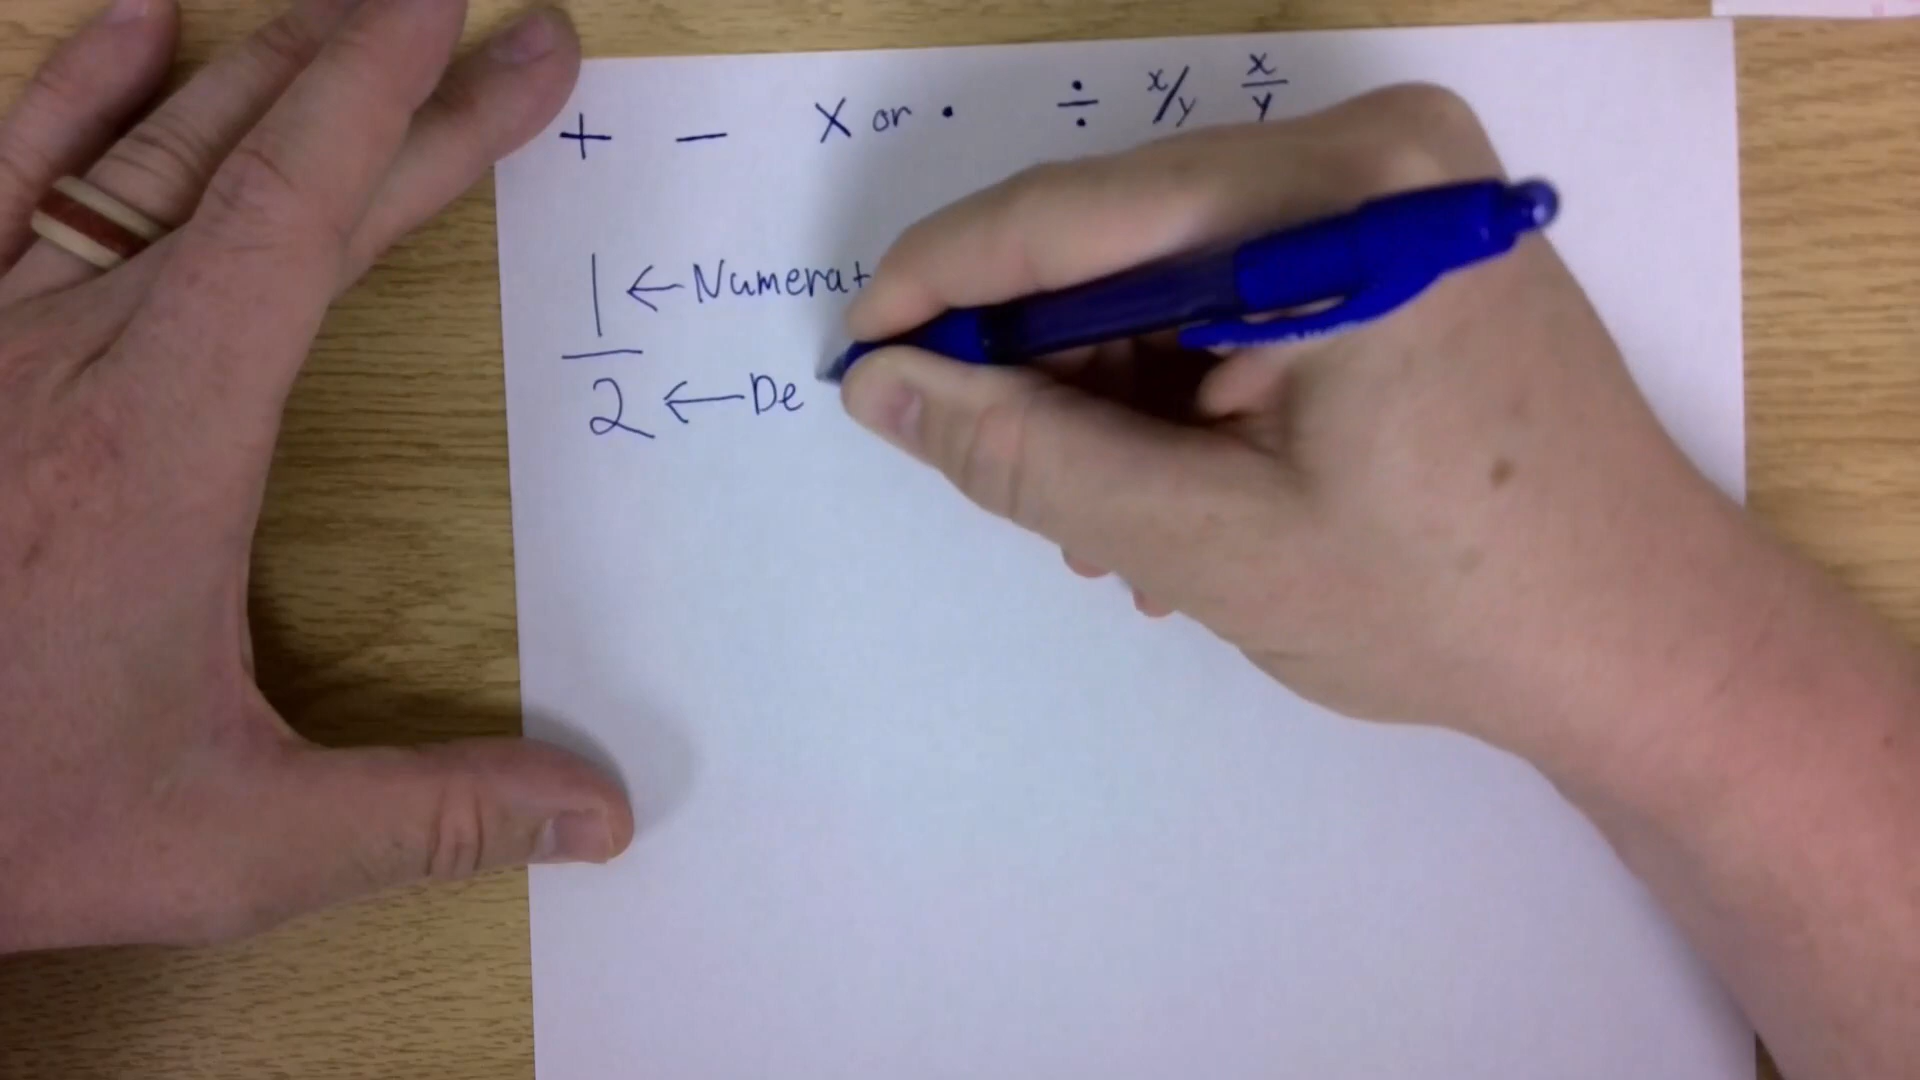 + − x or · ÷ x/y x/y
1 ← Numerat
2 ← De